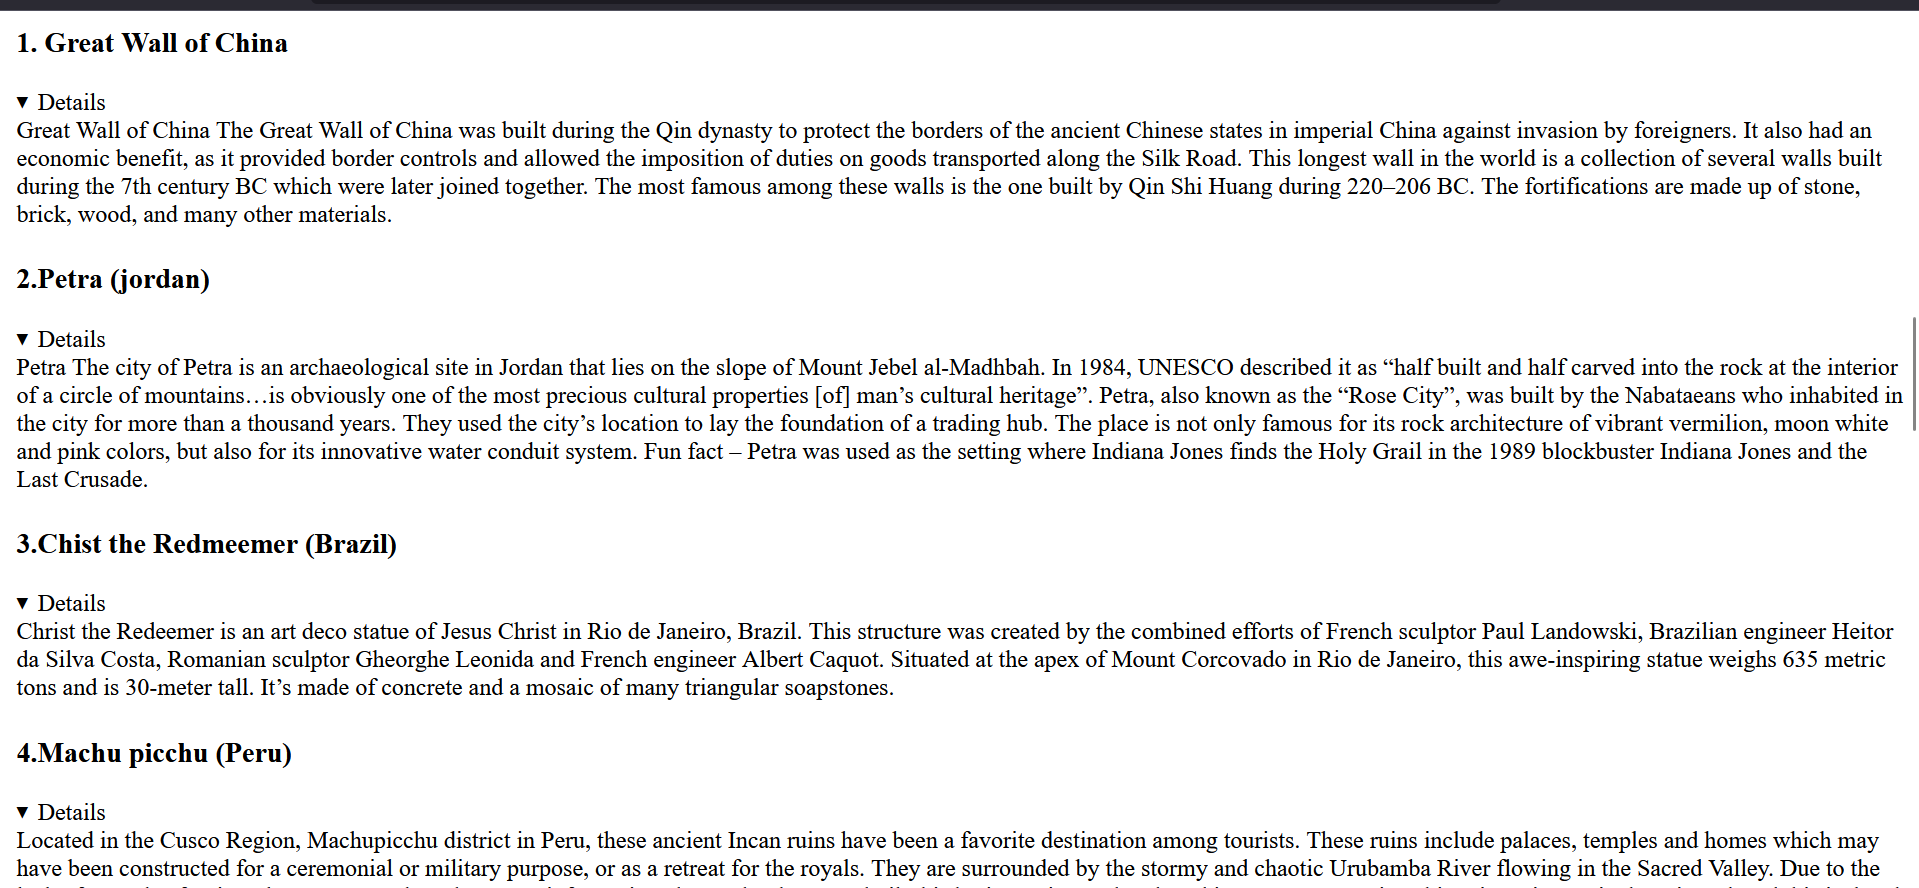 1. Great Wall of China
▼ Details
Great Wall of China The Great Wall of China was built during the Qin dynasty to protect the borders of the ancient Chinese states in imperial China against invasion by foreigners. It also had an
economic benefit, as it provided border controls and allowed the imposition of duties on goods transported along the Silk Road. This longest wall in the world is a collection of several walls built
during the 7th century BC which were later joined together. The most famous among these walls is the one built by Qin Shi Huang during 220–206 BC. The fortifications are made up of stone,
brick, wood, and many other materials.
2.Petra (jordan)
▼ Details
Petra The city of Petra is an archaeological site in Jordan that lies on the slope of Mount Jebel al-Madhbah. In 1984, UNESCO described it as “half built and half carved into the rock at the interior
of a circle of mountains…is obviously one of the most precious cultural properties [of] man’s cultural heritage”. Petra, also known as the “Rose City”, was built by the Nabataeans who inhabited in
the city for more than a thousand years. They used the city’s location to lay the foundation of a trading hub. The place is not only famous for its rock architecture of vibrant vermilion, moon white
and pink colors, but also for its innovative water conduit system. Fun fact – Petra was used as the setting where Indiana Jones finds the Holy Grail in the 1989 blockbuster Indiana Jones and the
Last Crusade.
3.Chist the Redmeemer (Brazil)
▼ Details
Christ the Redeemer is an art deco statue of Jesus Christ in Rio de Janeiro, Brazil. This structure was created by the combined efforts of French sculptor Paul Landowski, Brazilian engineer Heitor
da Silva Costa, Romanian sculptor Gheorghe Leonida and French engineer Albert Caquot. Situated at the apex of Mount Corcovado in Rio de Janeiro, this awe-inspiring statue weighs 635 metric
tons and is 30-meter tall. It’s made of concrete and a mosaic of many triangular soapstones.
4.Machu picchu (Peru)
▼ Details
Located in the Cusco Region, Machupicchu district in Peru, these ancient Incan ruins have been a favorite destination among tourists. These ruins include palaces, temples and homes which may
have been constructed for a ceremonial or military purpose, or as a retreat for the royals. They are surrounded by the stormy and chaotic Urubamba River flowing in the Sacred Valley. Due to the